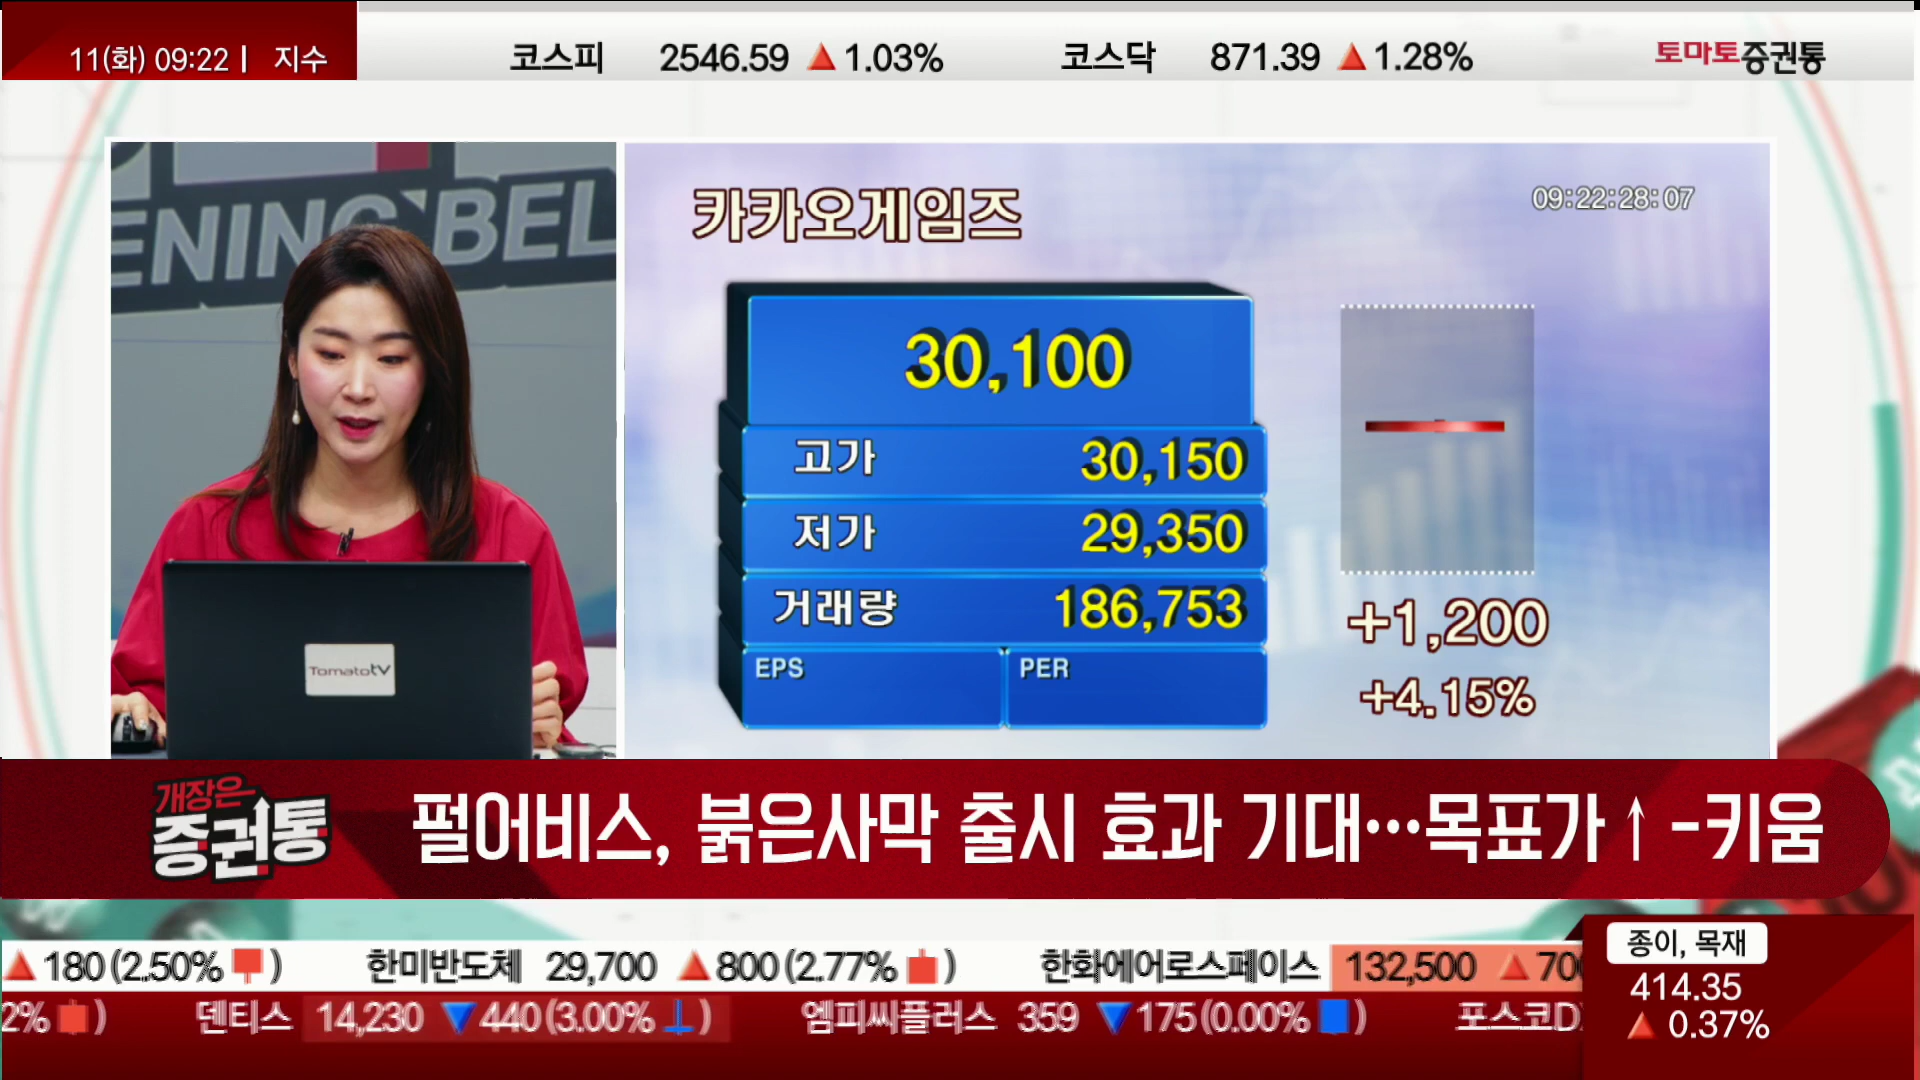 11(화) 09:22 | 지수
코스피 2546.59 ▲1.03% 코스닥 871.39 ▲1.28%
토마토증권통
ENING BEL
TomatoTV
카카오게임즈
09:22:28:07
30,100
고가 30,150
저가 29,350
거래량 186,753
EPS PER
+1,200
+4.15%
개장은
증권통
펄어비스, 붉은사막 출시 효과 기대…목표가↑ -키움
▲180(2.50% ) 한미반도체 29,700 ▲800(2.77% ) 한화에어로스페이스 132,500 ▲700
2% ) 덴티스 14,230 ▼440(3.00% ) 엠피씨플러스 359 ▼175(0.00% ) 포스코D
종이, 목재
414.35
▲ 0.37%